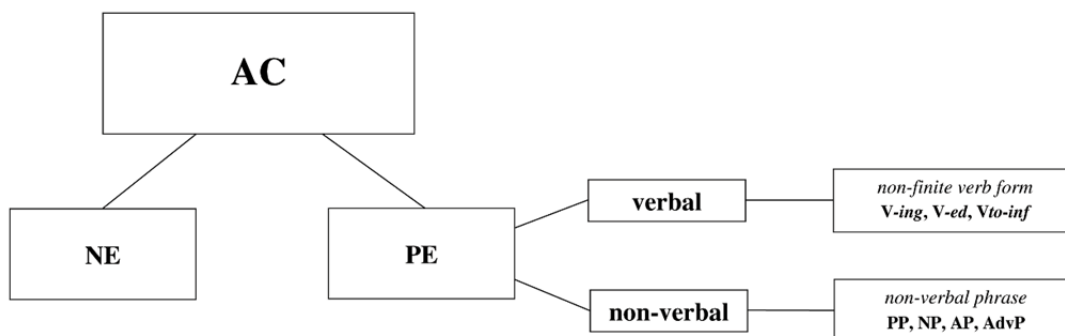 AC
NE
PE
verbal
non-finite verb form
V-ing, V-ed, Vto-inf
non-verbal
non-verbal phrase
PP, NP, AP, AdvP